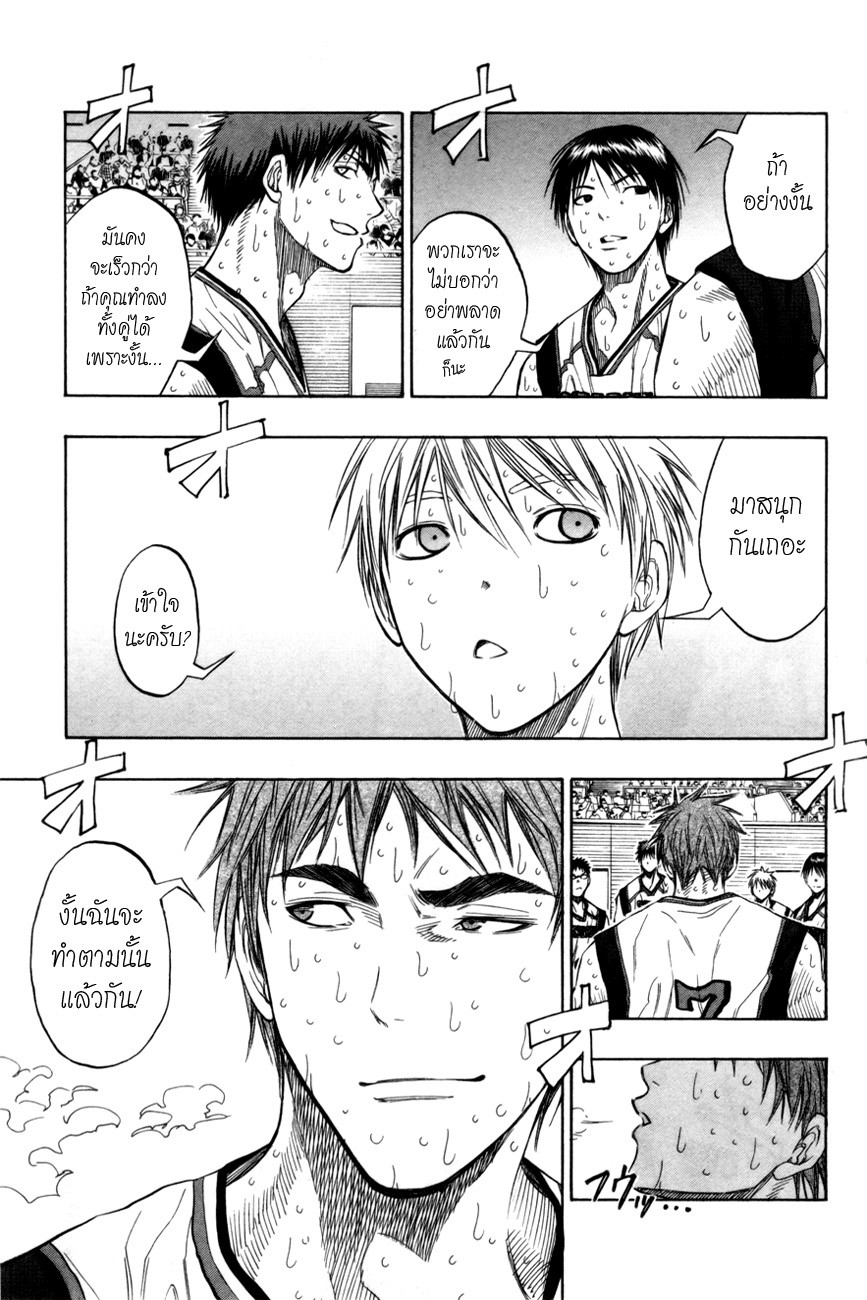 オ
オ
ถ้า
อย่างงั้น
พวกเราจะ
ไม่บอกว่า
อย่าพลาด
แล้วกัน
ก็นะ
มันคง
จะเร็วกว่า
ถ้าคุณทำลง
ทั้งคู่ได้
เพราะงั้น...
オ
มาสนุก
กันเถอะ
เข้าใจ
นะครับ?
オ
オ
7
オ
フウーッ...
งั้นฉันจะ
ทำตามนั้น
แล้วกัน!